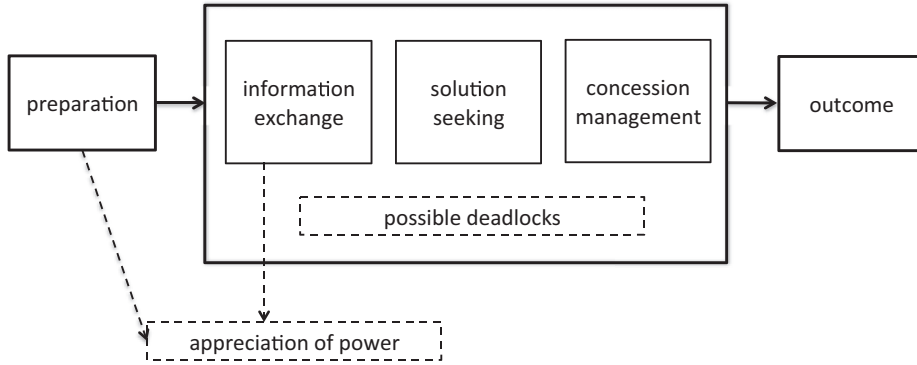 preparation
information
exchange
solution
seeking
concession
management
outcome
possible deadlocks
appreciation of power